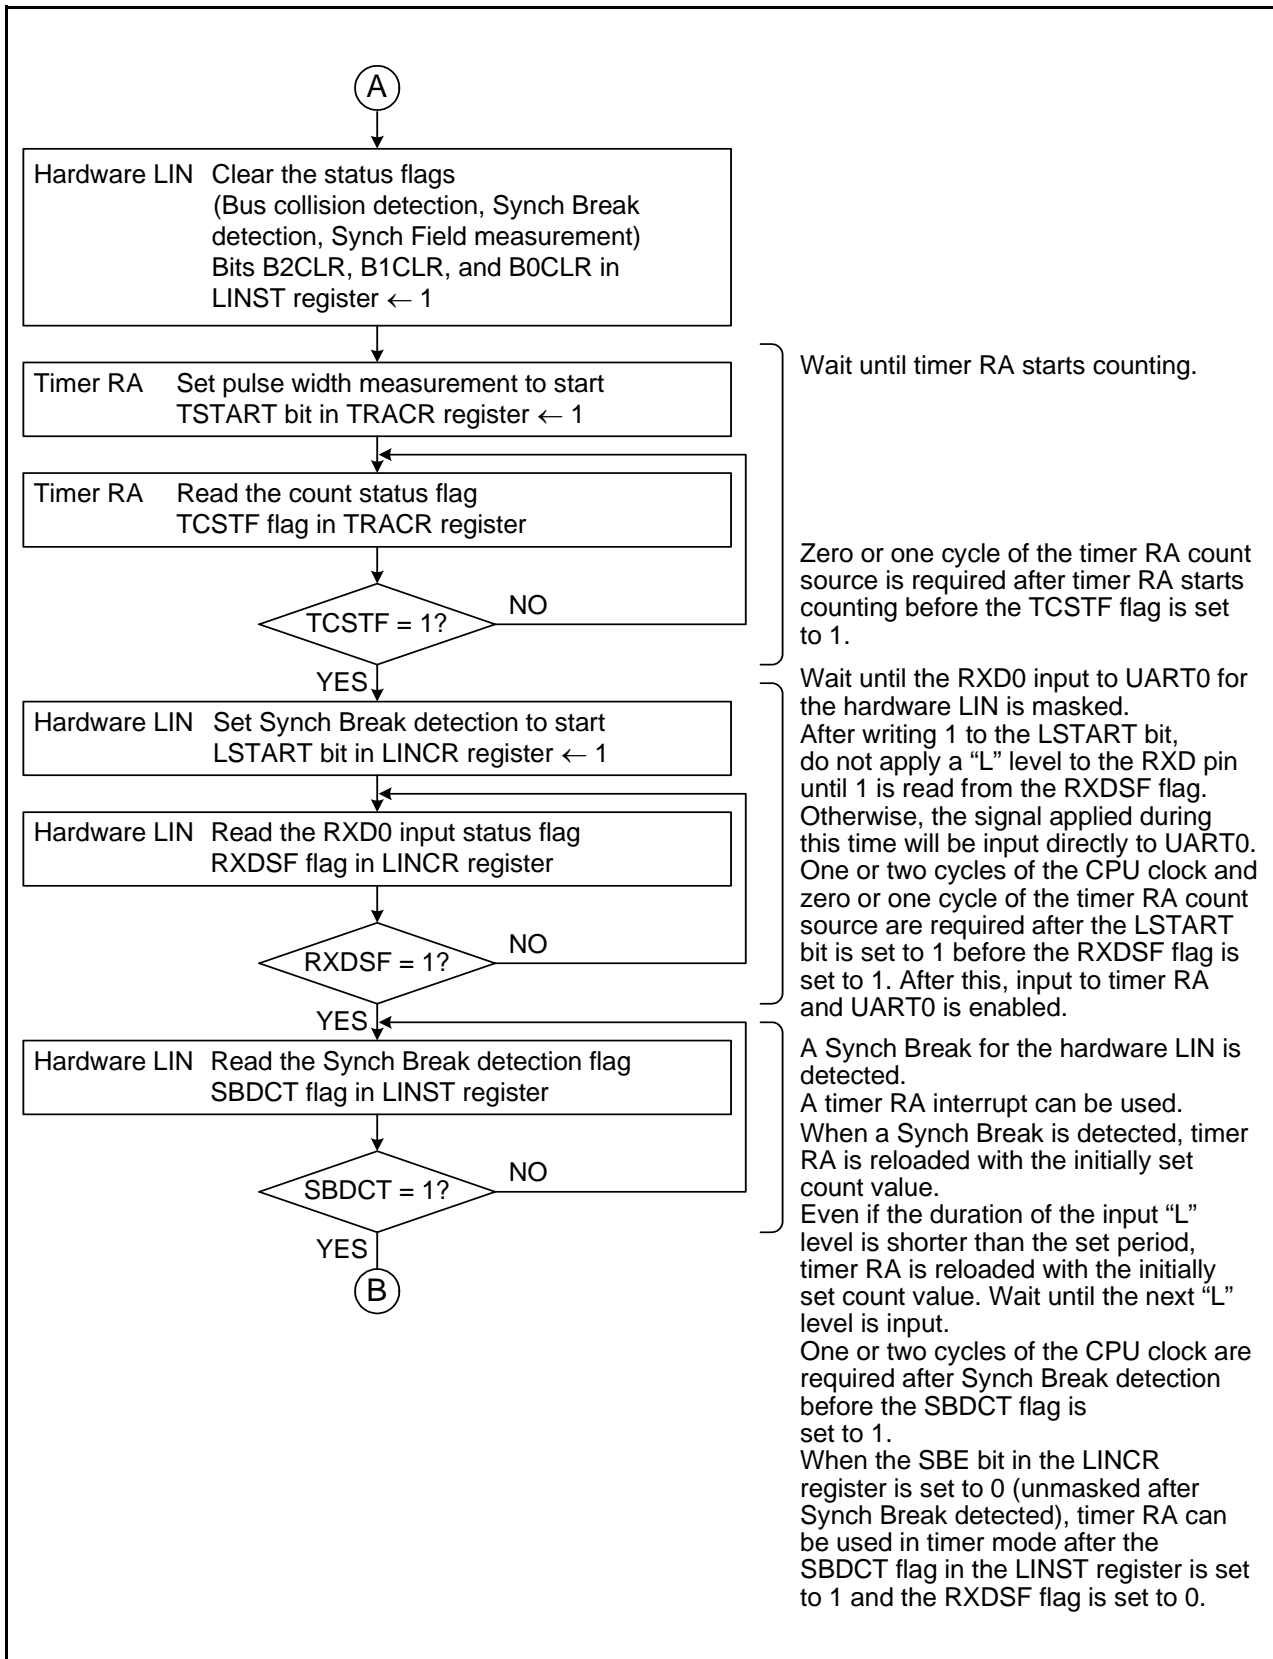 A
Hardware LIN Clear the status flags
(Bus collision detection, Synch Break
detection, Synch Field measurement)
Bits B2CLR, B1CLR, and B0CLR in
LINST register ← 1
Timer RA Set pulse width measurement to start
TSTART bit in TRACR register ← 1
Wait until timer RA starts counting.
Timer RA Read the count status flag
TCSTF flag in TRACR register
TCSTF = 1?
NO
YES
Zero or one cycle of the timer RA count
source is required after timer RA starts
counting before the TCSTF flag is set
to 1.
Hardware LIN Set Synch Break detection to start
LSTART bit in LINCR register ← 1
Hardware LIN Read the RXD0 input status flag
RXDSF flag in LINCR register
RXDSF = 1?
NO
YES
Wait until the RXD0 input to UART0 for
the hardware LIN is masked.
After writing 1 to the LSTART bit,
do not apply a “L” level to the RXD pin
until 1 is read from the RXDSF flag.
Otherwise, the signal applied during
this time will be input directly to UART0.
One or two cycles of the CPU clock and
zero or one cycle of the timer RA count
source are required after the LSTART
bit is set to 1 before the RXDSF flag is
set to 1. After this, input to timer RA
and UART0 is enabled.
Hardware LIN Read the Synch Break detection flag
SBDCT flag in LINST register
SBDCT = 1?
NO
YES
B
A Synch Break for the hardware LIN is
detected.
A timer RA interrupt can be used.
When a Synch Break is detected, timer
RA is reloaded with the initially set
count value.
Even if the duration of the input “L”
level is shorter than the set period,
timer RA is reloaded with the initially
set count value. Wait until the next “L”
level is input.
One or two cycles of the CPU clock are
required after Synch Break detection
before the SBDCT flag is
set to 1.
When the SBE bit in the LINCR
register is set to 0 (unmasked after
Synch Break detected), timer RA can
be used in timer mode after the
SBDCT flag in the LINST register is set
to 1 and the RXDSF flag is set to 0.